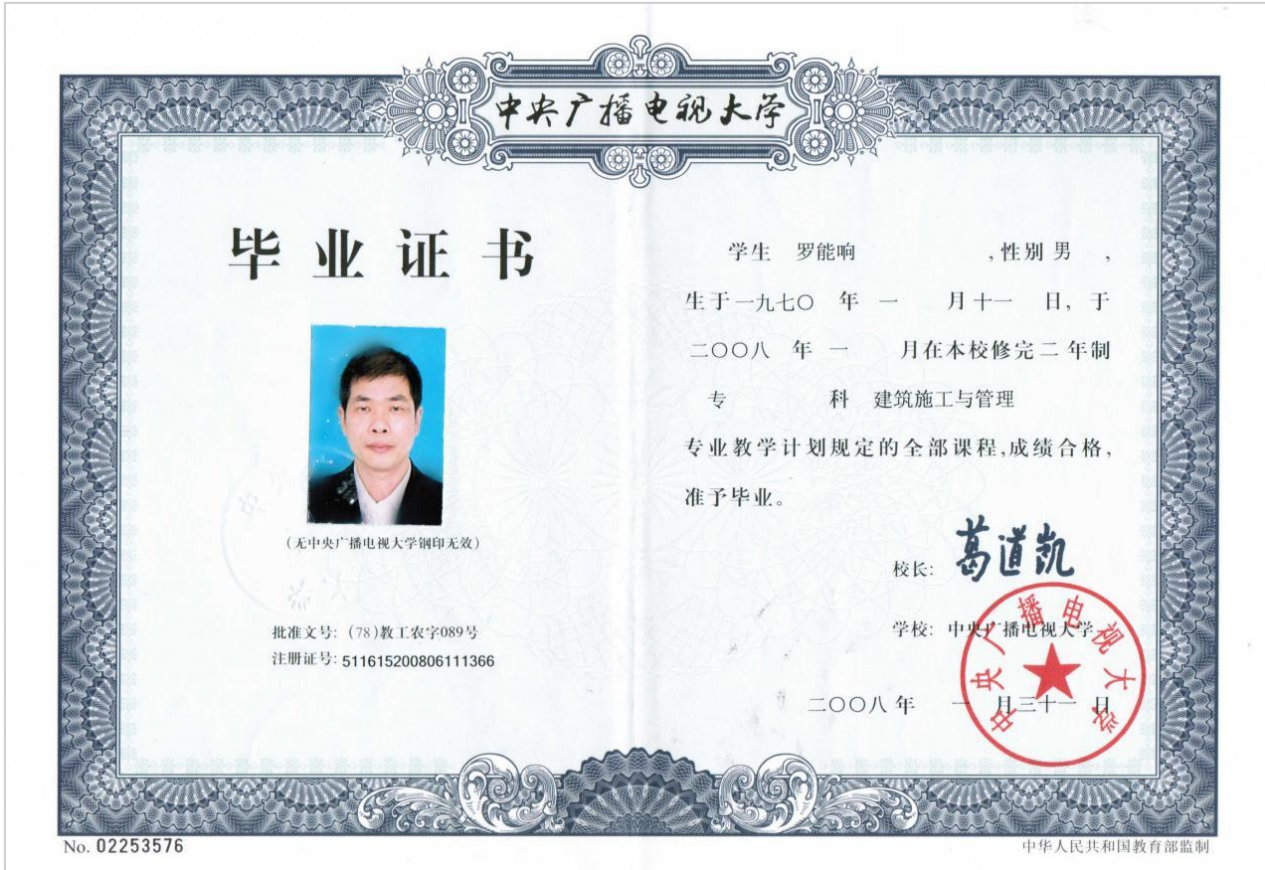 中央广播电视大学
毕业证书
(无中央广播电视大学钢印无效)
批准文号: (78)教工农字089号
注册证号: 511615200806111366
学生 罗能响 ,性别 男 ,
生于一九七〇 年 一 月十一 日, 于
二〇〇八 年 一 月在本校修完 二 年制
专 科 建筑施工与管理
专业教学计划规定的全部课程,成绩合格,
准予毕业。
校长: 葛道凯
学校: 中央广播电视大学
中央广播电视大学
二〇〇八 年 一 月三十一 日
No. 02253576
中华人民共和国教育部监制